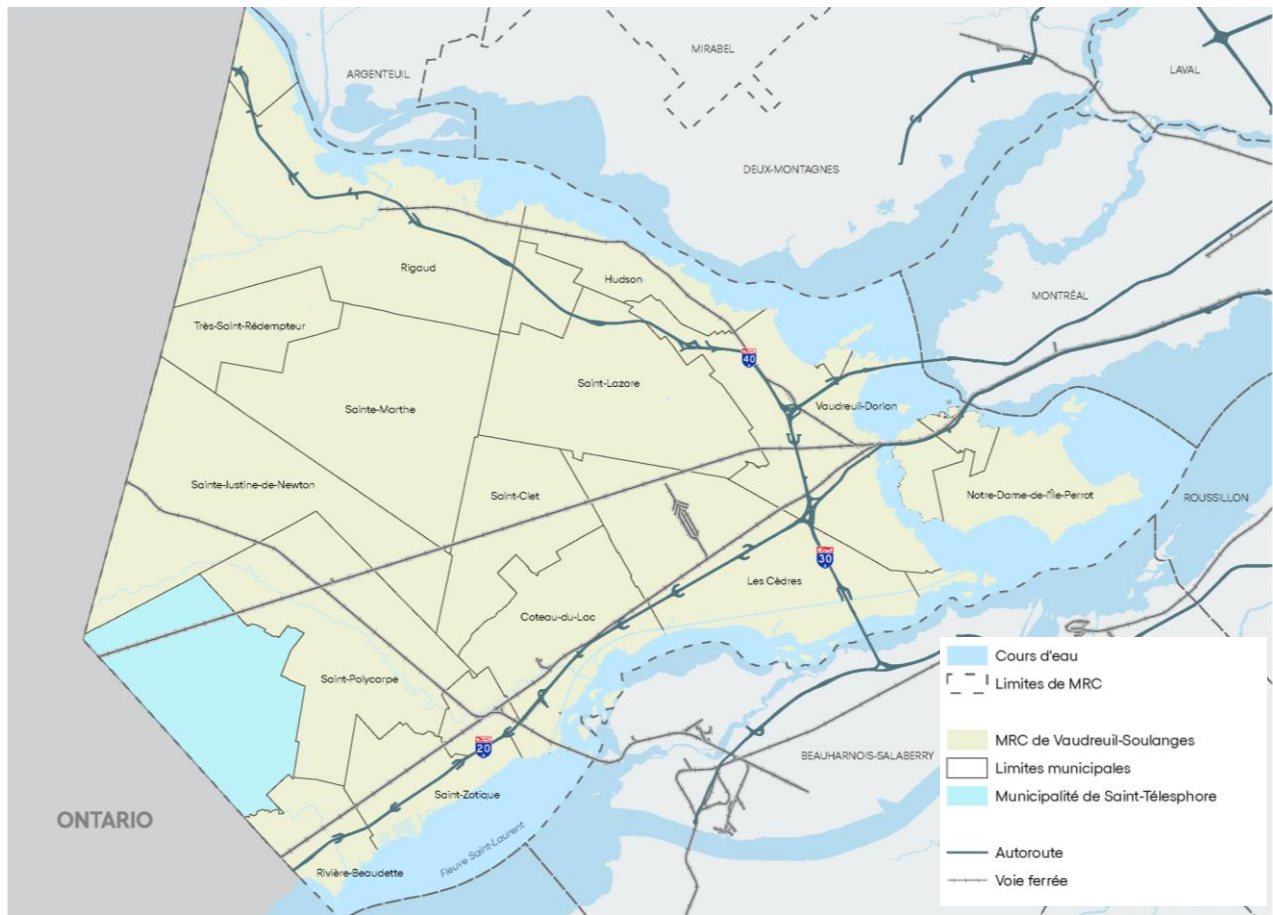 MIRABEL
ARGENTEUIL
LAVAL
DEUX-MONTAGNES
Rigaud
Hudson
MONTRÉAL
Très-Saint-Rédempteur
40
Saint-Lazare
Sainte-Marthe
Vaudreuil-Dorion
Sainte-Justine-de-Newton
Saint-Clet
Notre-Dame-de-l'Île-Perrot
ROUSSILLON
30
Les Cèdres
Coteau-du-Lac
Saint-Polycarpe
20
BEAUHARNOIS-SALABERRY
Saint-Zotique
ONTARIO
Fleuve Saint-Laurent
Rivière-Beaudette
Cours d'eau
Limites de MRC
MRC de Vaudreuil-Soulanges
Limites municipales
Municipalité de Saint-Télesphore
Autoroute
Voie ferrée